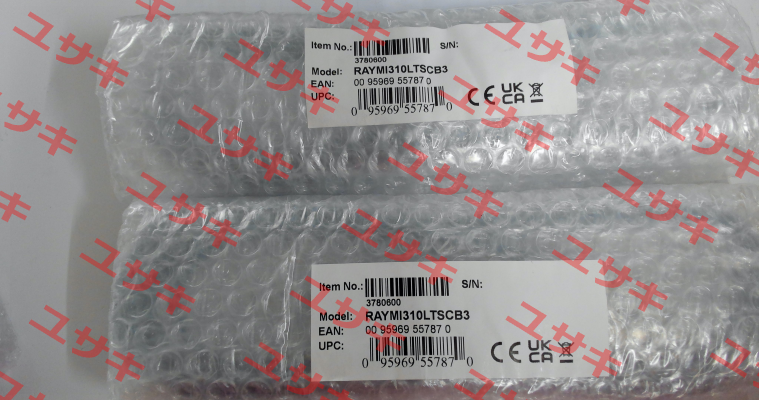 Item No.: S/N:
3780600
Model: RAYMI310LTSCB3
EAN: 00 95969 55787 0
UPC:
0 95969 55787 0
CE UK CA
Item No.: S/N:
3780600
Model: RAYMI310LTSCB3
EAN: 00 95969 55787 0
UPC:
0 95969 55787 0
CE UK CA
ユサキ